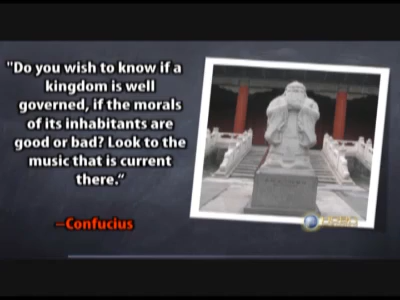 "Do you wish to know if a
kingdom is well
governed, if the morals
of its inhabitants are
good or bad? Look to the
music that is current
there."
–Confucius